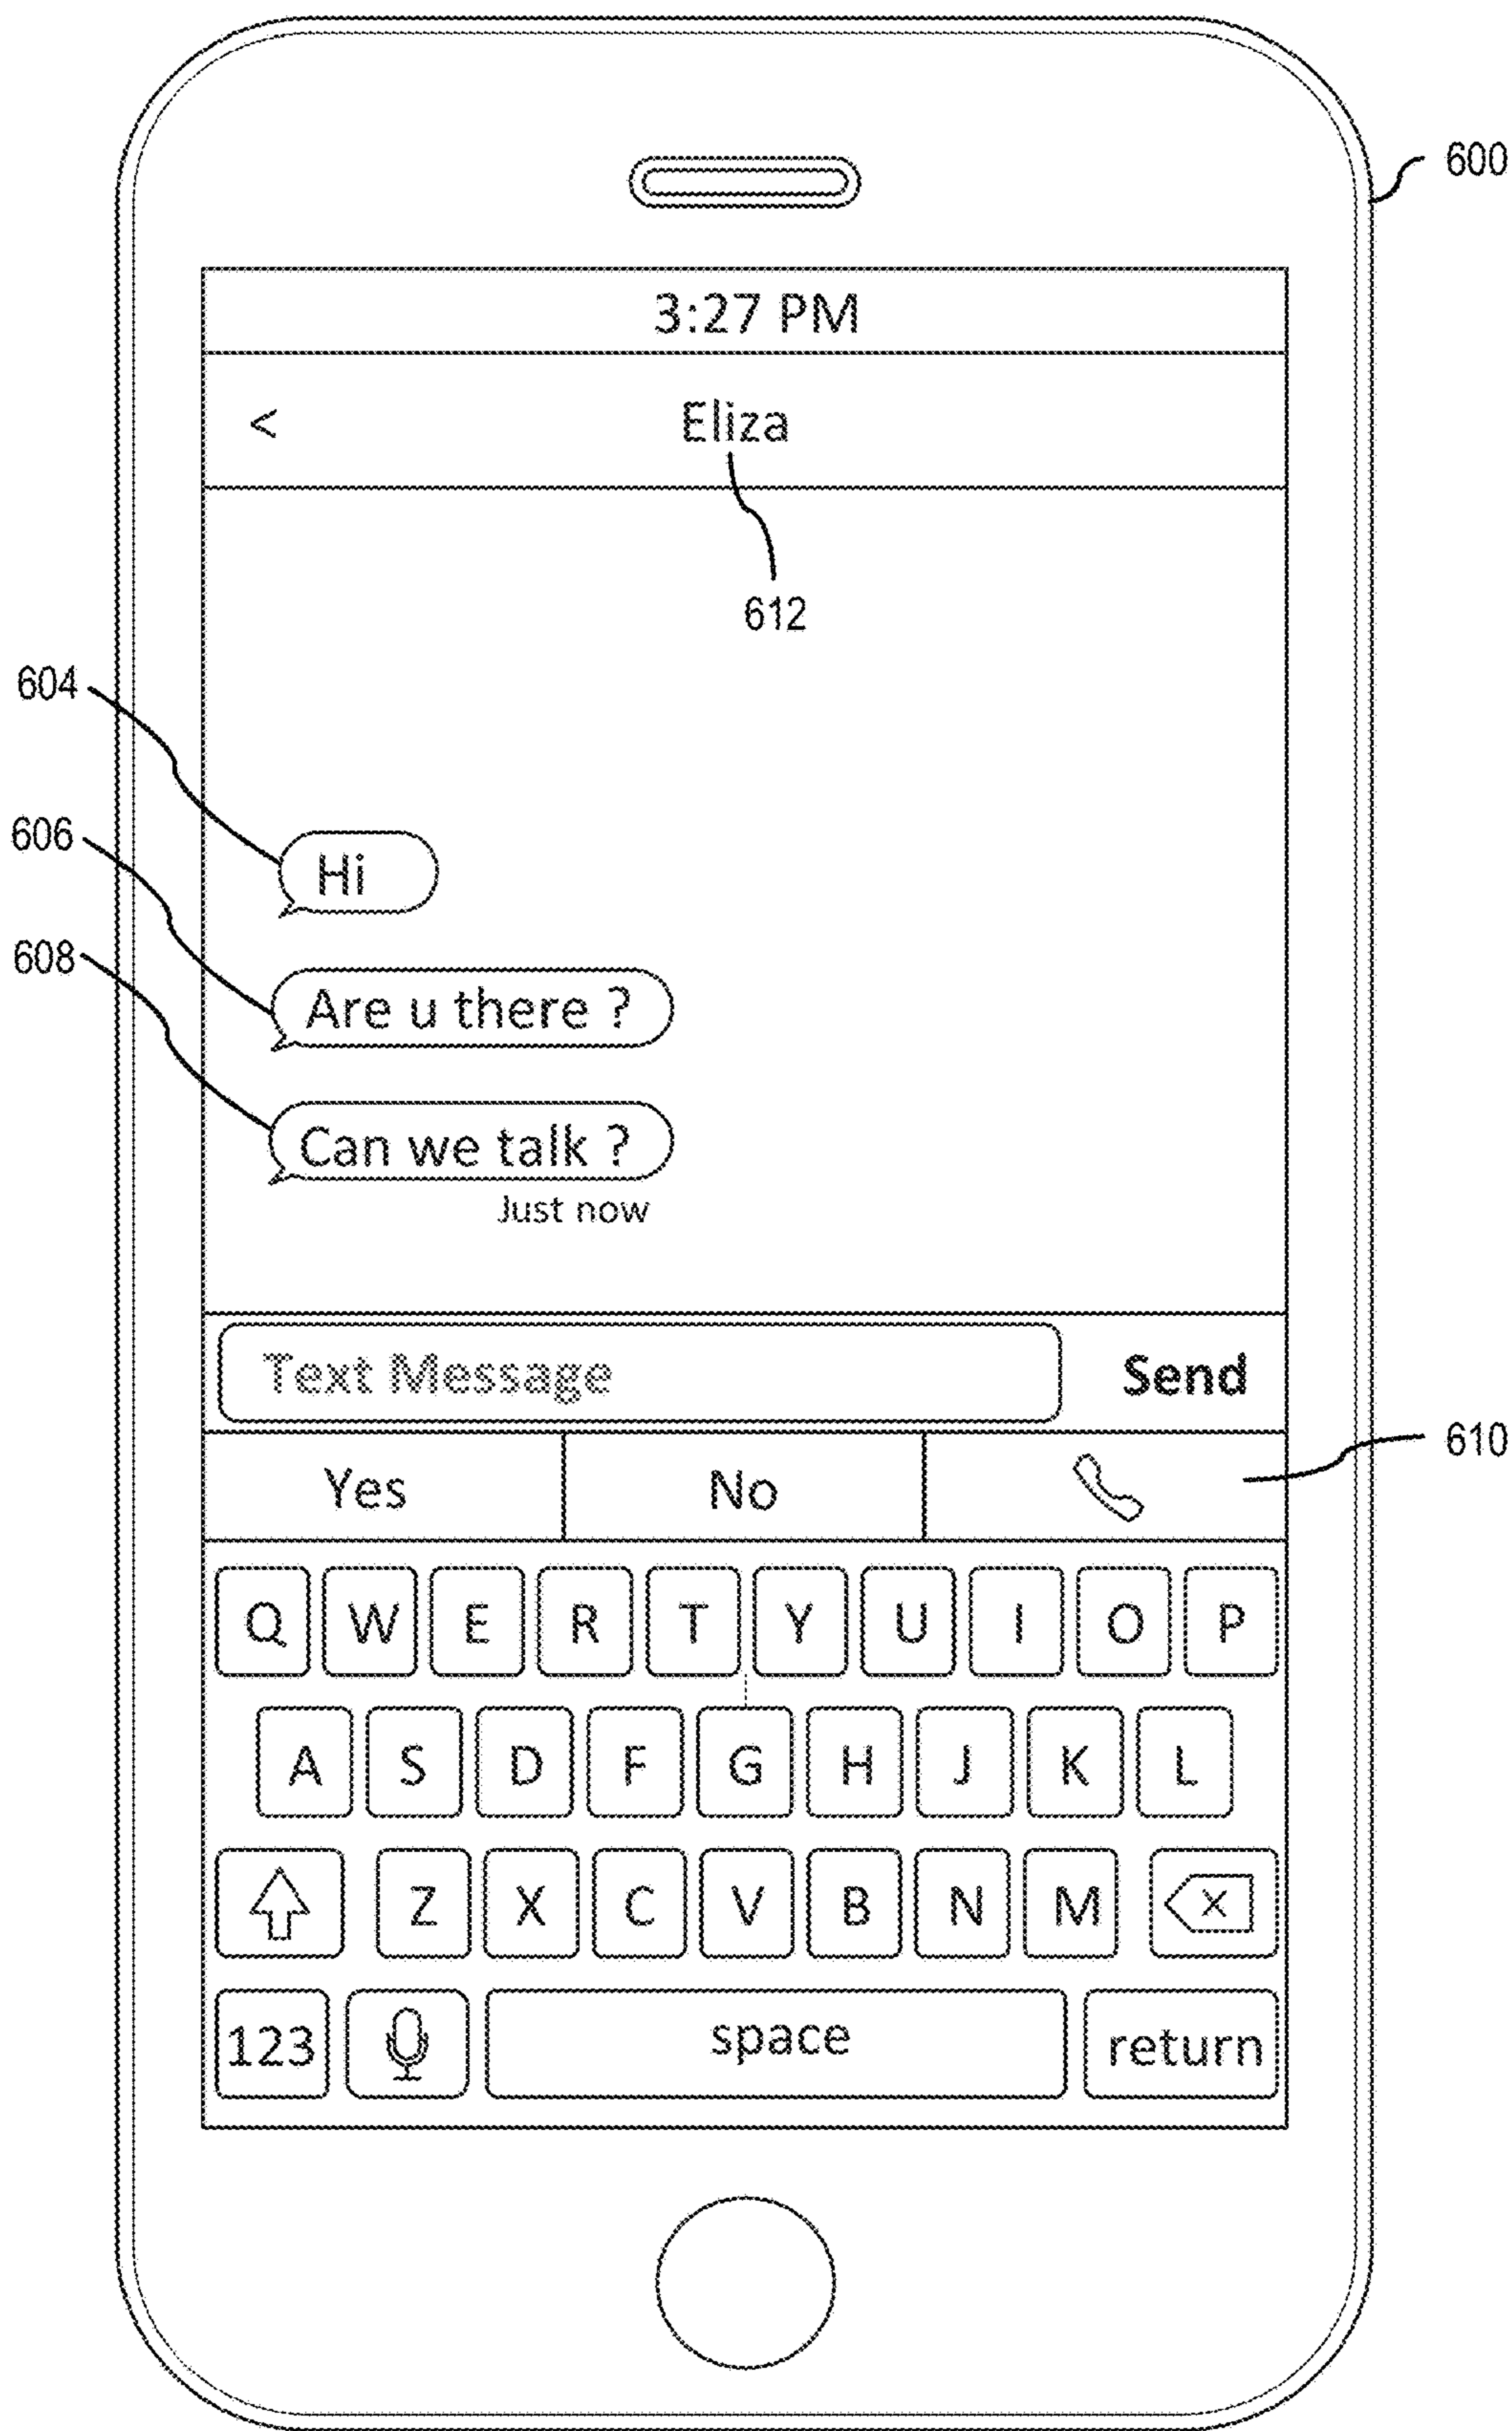 600
3:27 PM
< Eliza
612
604
Hi
606
Are u there ?
608
Can we talk ?
Just now
Text Message Send
610
Yes No
Q W E R T Y U I O P
A S D F G H J K L
Z X C V B N M X
123 space return